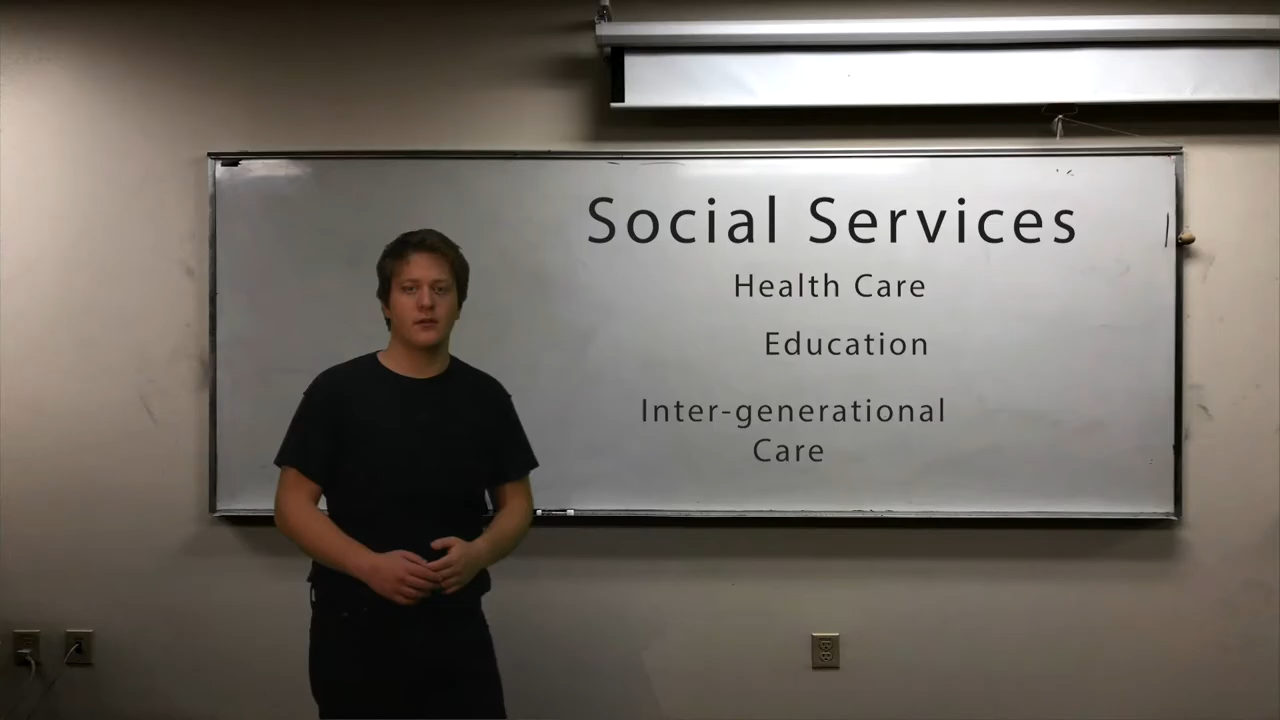 Social Services
Health Care
Education
Inter-generational
Care